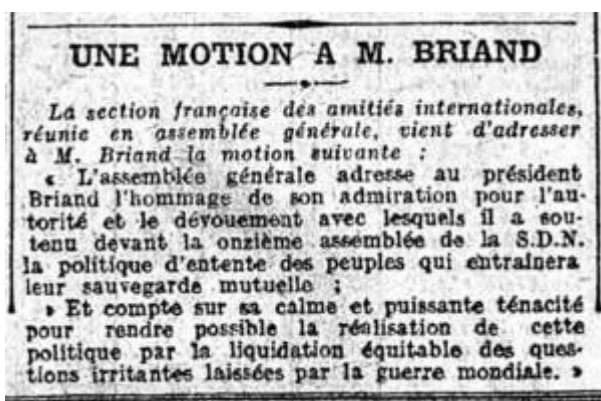 UNE MOTION A M. BRIAND
La section française des amitiés internationales,
réunie en assemblée générale, vient d'adresser
à M. Briand la motion suivante :
« L'assemblée générale adresse au président
Briand l'hommage de son admiration pour l'au-
torité et le dévouement avec lesquels il a sou-
tenu devant la onzième assemblée de la S.D.N.
la politique d'entente des peuples qui entraînera
leur sauvegarde mutuelle ;
» Et compte sur sa calme et puissante ténacité
pour rendre possible la réalisation de cette
politique par la liquidation équitable des ques-
tions irritantes laissées par la guerre mondiale. »